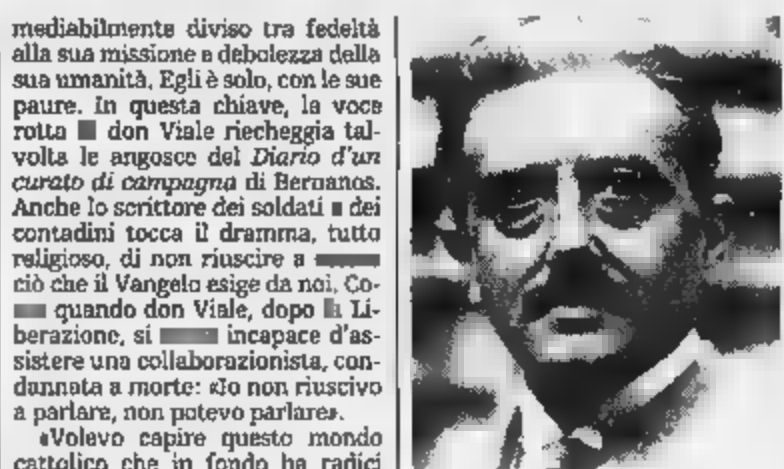 mediabilmente diviso tra fedeltà
alla sua missione e debolezza della
sua umanità. Egli è solo, con le sue
paure. In questa chiave, la voce
rotta don Viale riecheggia tal-
volta le angosce del Diario d'un
curato di campagna di Bernanos.
Anche lo scrittore dei soldati dei
contadini tocca il dramma, tutto
religioso, di non riuscire a
ciò che il Vangelo esige da noi. Co-
quando don Viale, dopo Li-
berazione, si incapace d'as-
sistere una collaborazionista, con-
dannata a morte: «Io non riuscivo
a parlare, non potevo parlare».
«Volevo capire questo mondo
cattolico che in fondo ha radici